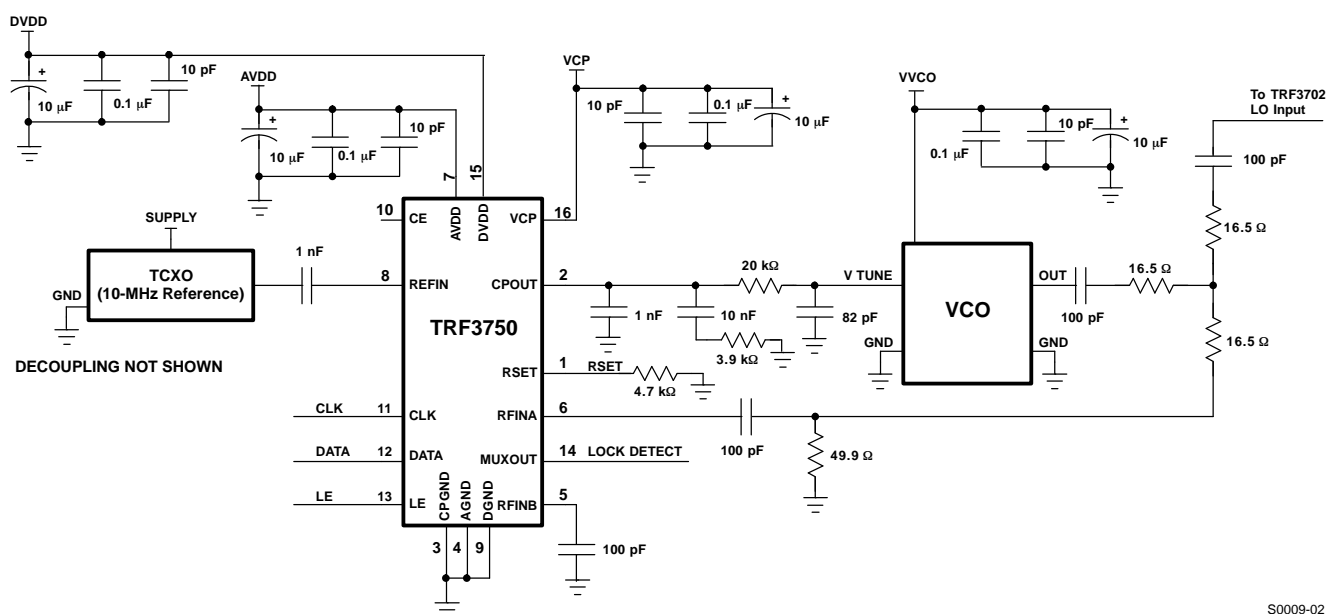 DVDD
+
10 μF
0.1 μF
10 pF
AVDD
+
10 μF
0.1 μF
10 pF
VCP
10 pF
0.1 μF
+
10 μF
VVCO
0.1 μF
10 pF
+
10 μF
To TRF3702
LO Input
100 pF
16.5 Ω
7
15
10
CE
AVDD
DVDD
VCP
16
SUPPLY
TCXO
(10-MHz Reference)
GND
1 nF
8
REFIN
CPOUT
2
20 kΩ
V TUNE
OUT
16.5 Ω
1 nF
10 nF
82 pF
VCO
100 pF
TRF3750
3.9 kΩ
GND
GND
16.5 Ω
DECOUPLING NOT SHOWN
RSET
1
RSET
4.7 kΩ
CLK
11
CLK
RFINA
6
100 pF
49.9 Ω
DATA
12
DATA
MUXOUT
14
LOCK DETECT
LE
13
LE
CPGND
AGND
DGND
RFINB
5
3
4
9
100 pF
S0009-02